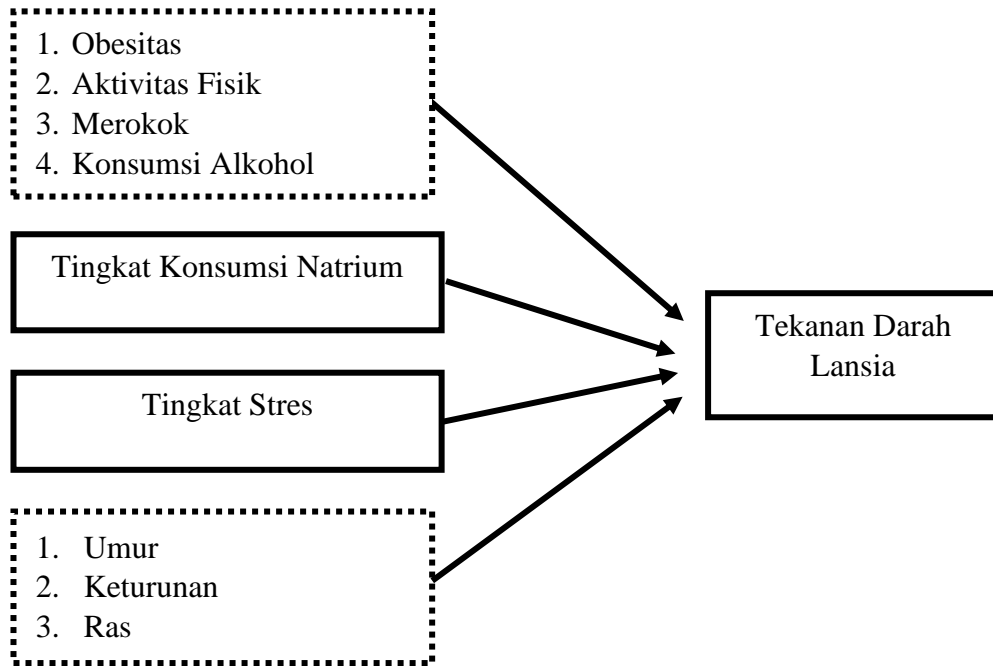 1. Obesitas
2. Aktivitas Fisik
3. Merokok
4. Konsumsi Alkohol
Tingkat Konsumsi Natrium
Tingkat Stres
1. Umur
2. Keturunan
3. Ras
Tekanan Darah
Lansia